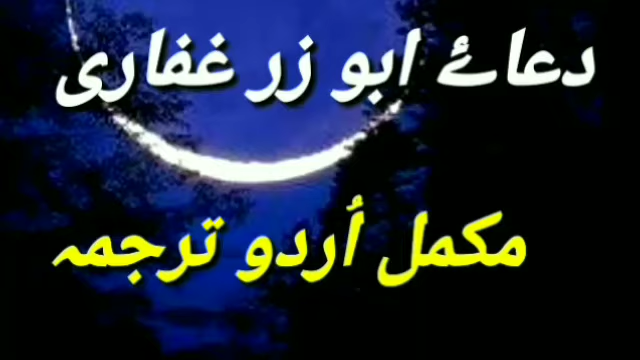 دعائے ابو زر غفاری
مکمل اُردو ترجمہ